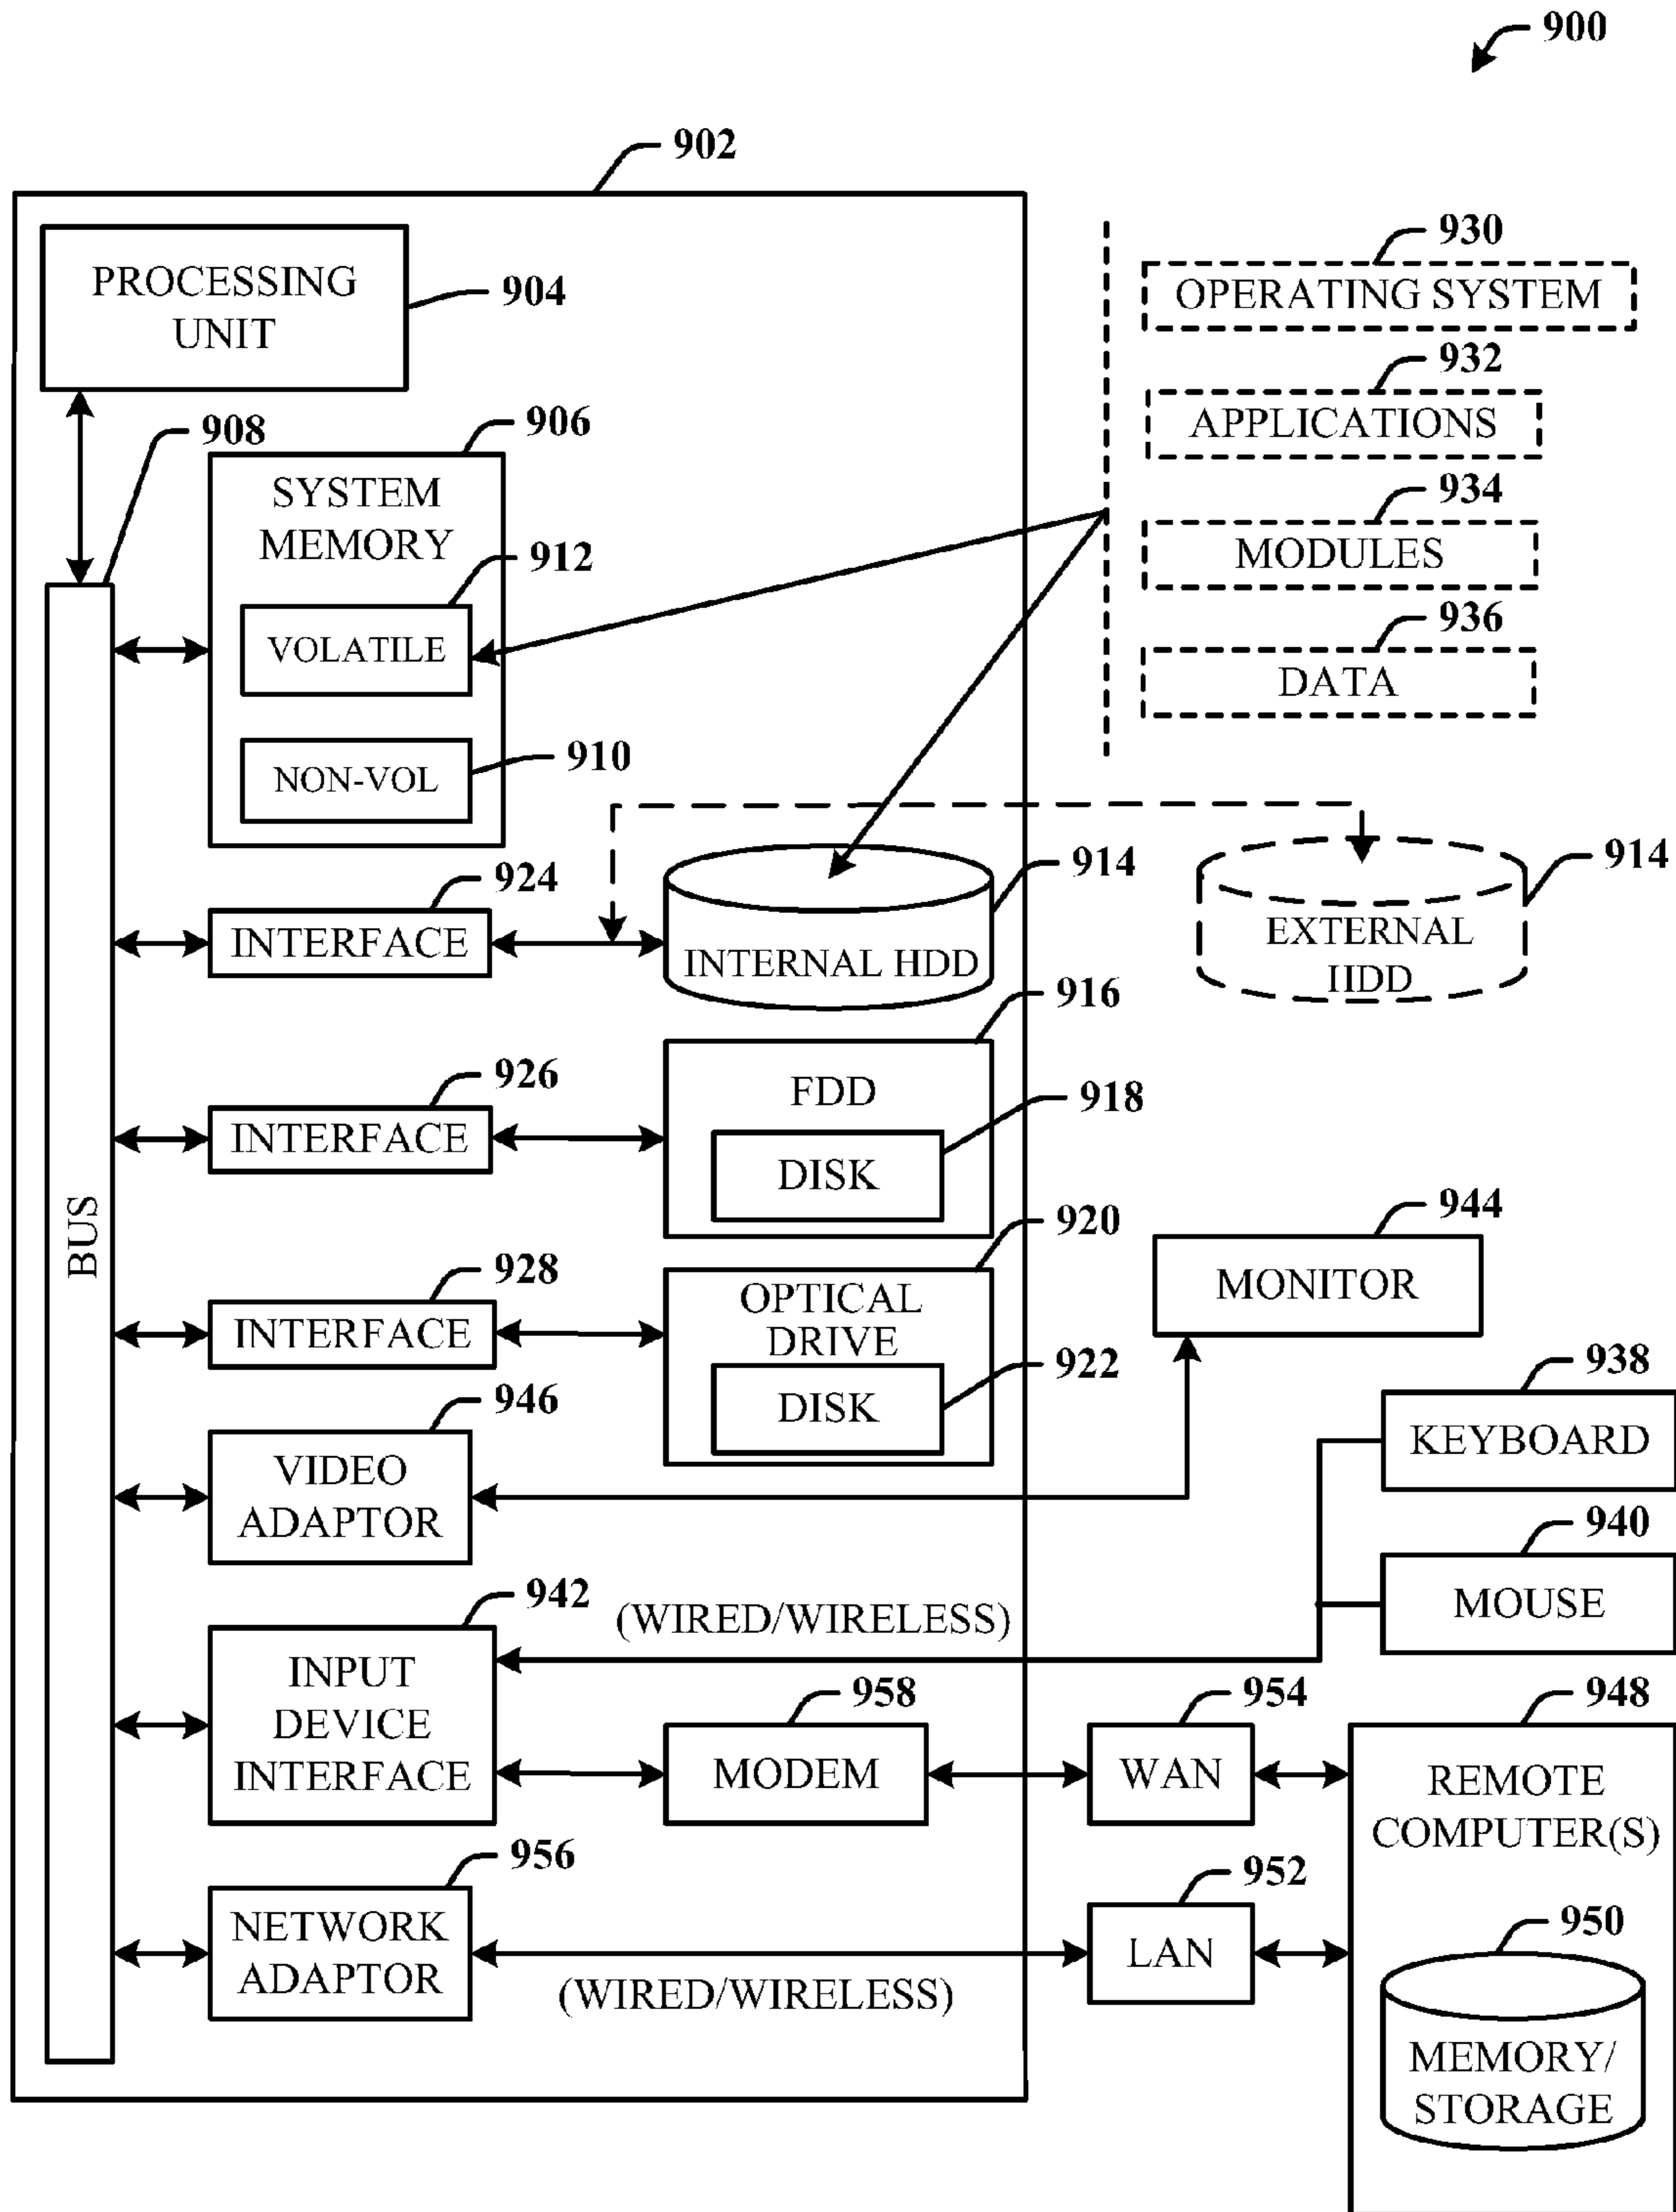 900
902
PROCESSING
UNIT
904
908
906
SYSTEM
MEMORY
912
VOLATILE
910
NON-VOL
930
OPERATING SYSTEM
932
APPLICATIONS
934
MODULES
936
DATA
BUS
924
INTERFACE
914
INTERNAL HDD
914
EXTERNAL
HDD
926
INTERFACE
916
FDD
918
DISK
928
INTERFACE
920
OPTICAL
DRIVE
922
DISK
944
MONITOR
946
VIDEO
ADAPTOR
938
KEYBOARD
940
MOUSE
942
INPUT
DEVICE
INTERFACE
(WIRED/WIRELESS)
958
MODEM
954
WAN
948
REMOTE
COMPUTER(S)
956
NETWORK
ADAPTOR
(WIRED/WIRELESS)
952
LAN
950
MEMORY/
STORAGE